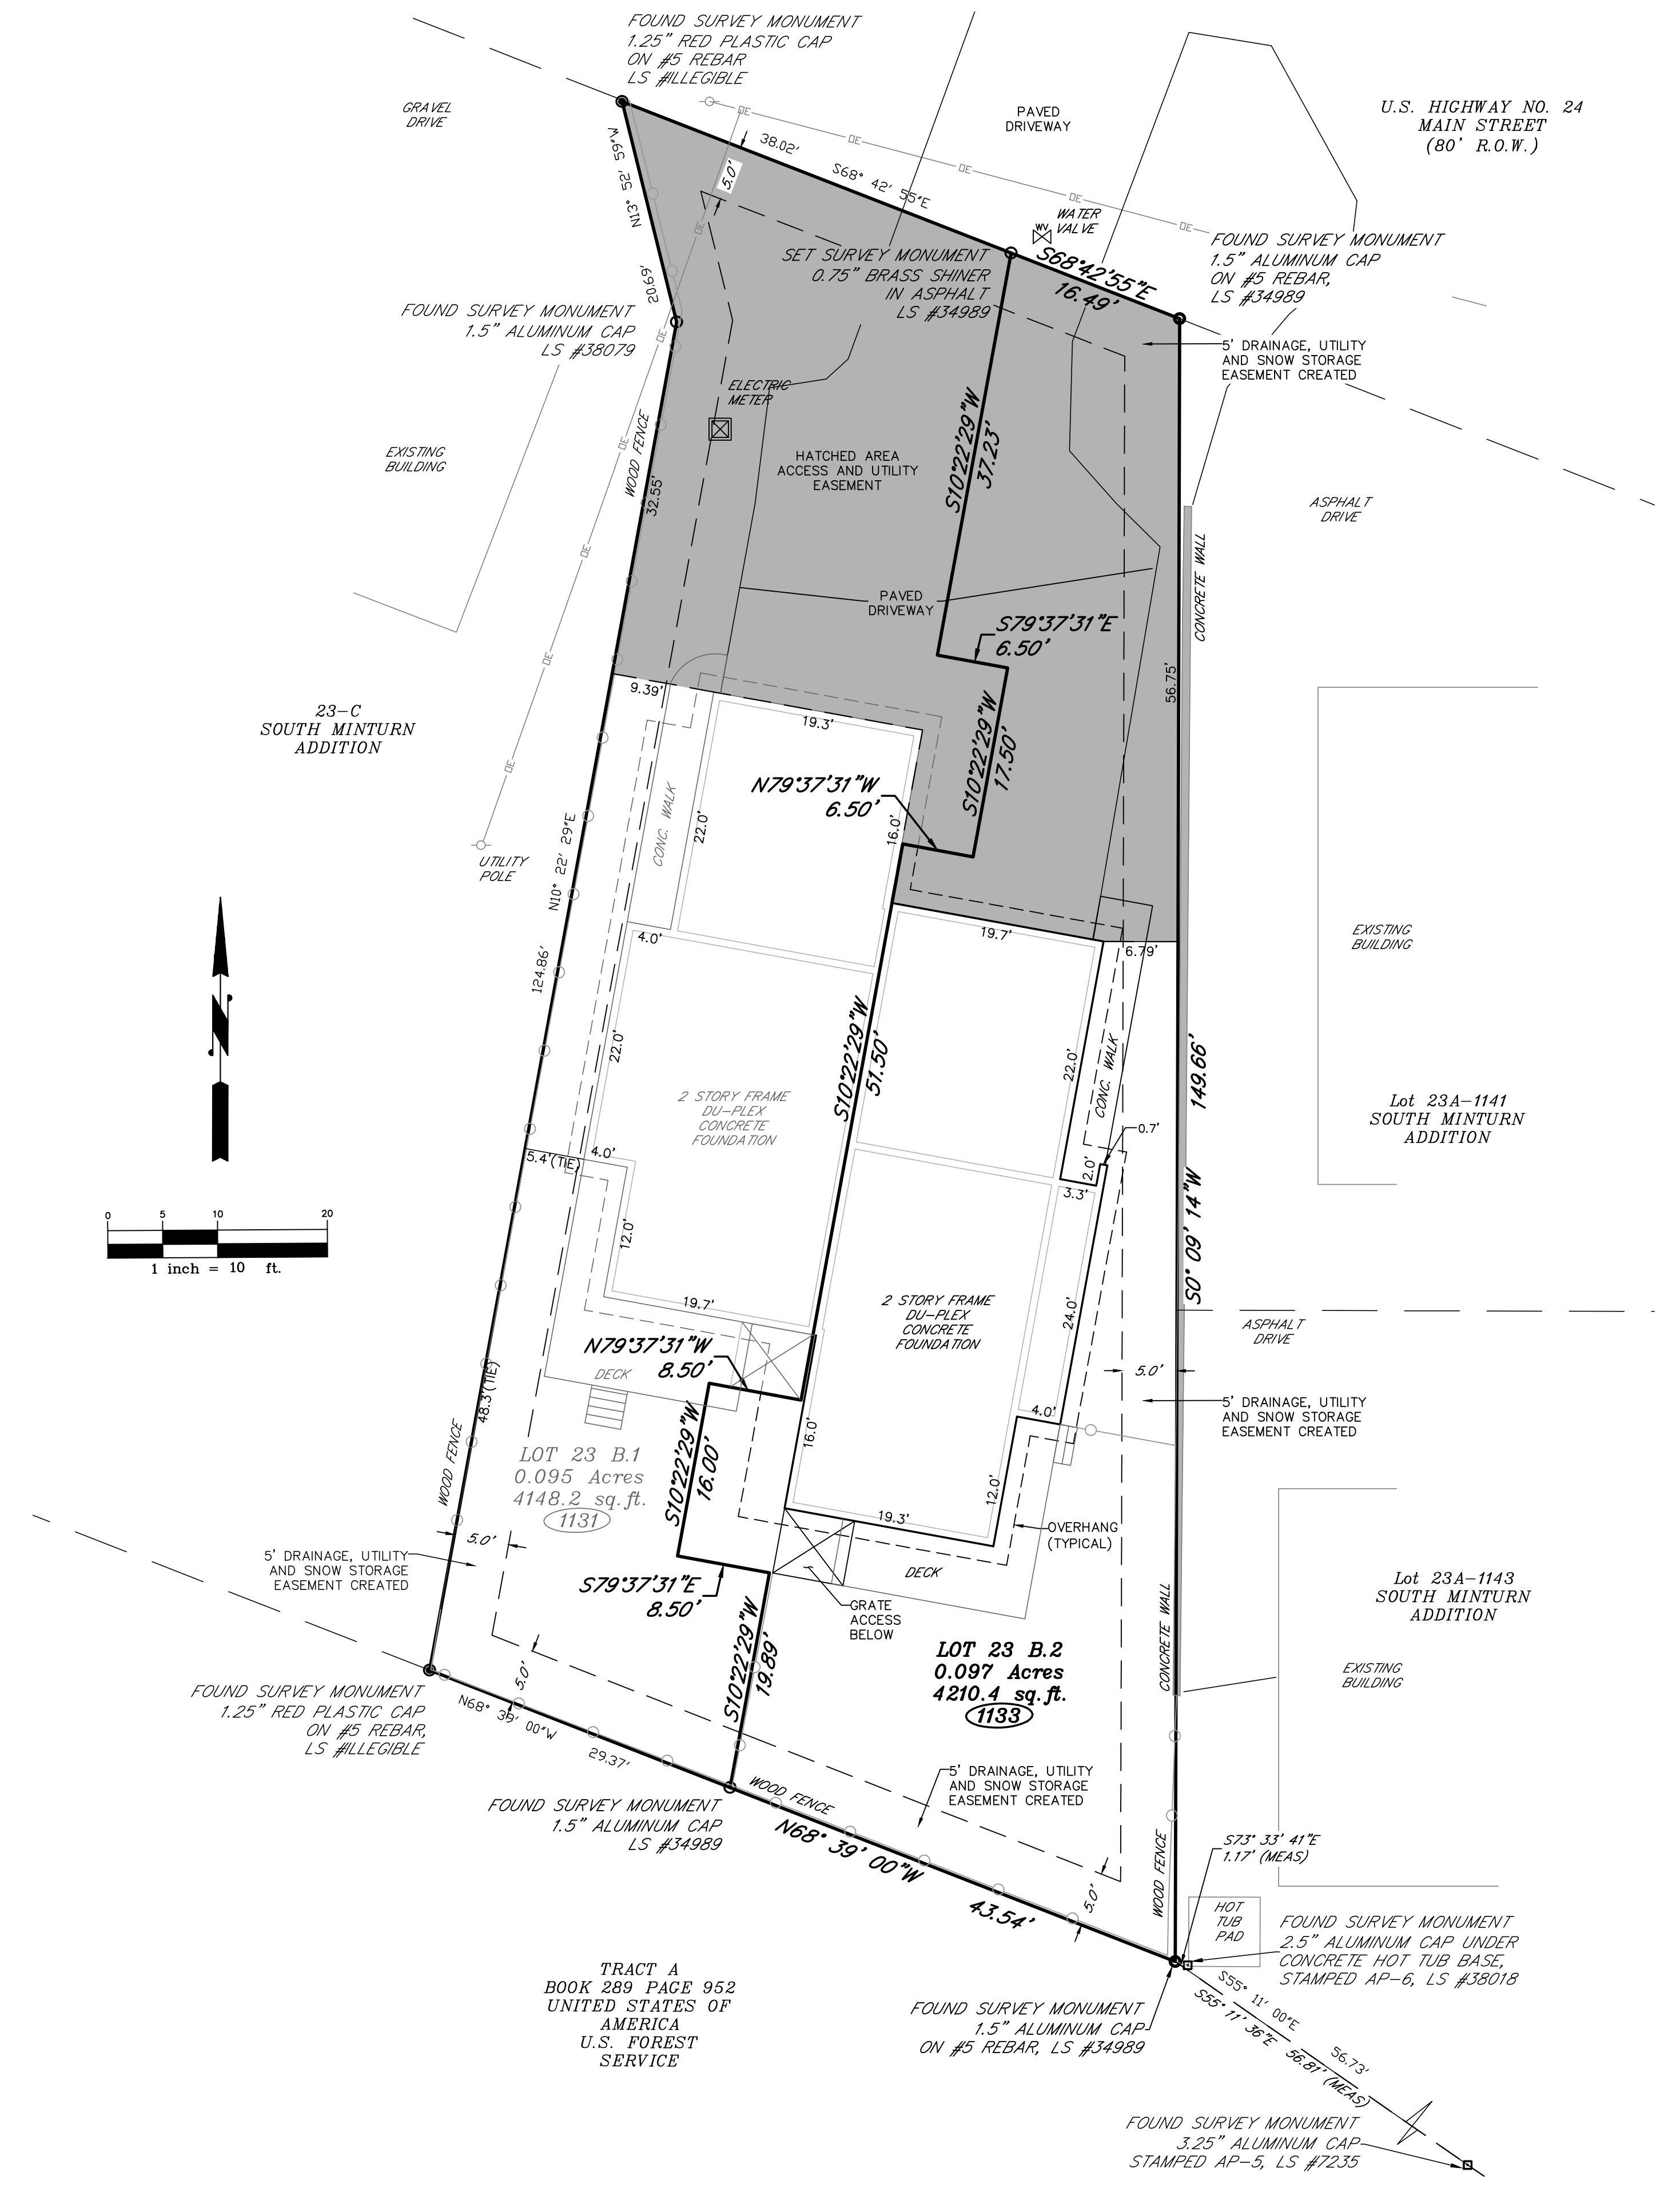 FOUND SURVEY MONUMENT
1.25" RED PLASTIC CAP
ON #5 REBAR
LS #ILLEGIBLE
GRAVEL
DRIVE
PAVED
DRIVEWAY
U.S. HIGHWAY NO. 24
MAIN STREET
(80' R.O.W.)
OE
OE
OE
OE
OE
38.02'
S68° 42' 55"E
5.0'
N13° 52' 59"W
20.69'
WV
WATER
VALVE
SET SURVEY MONUMENT
0.75" BRASS SHINER
IN ASPHALT
LS #34989
S68°42'55"E
16.49'
FOUND SURVEY MONUMENT
1.5" ALUMINUM CAP
ON #5 REBAR,
LS #34989
FOUND SURVEY MONUMENT
1.5" ALUMINUM CAP
LS #38079
5' DRAINAGE, UTILITY
AND SNOW STORAGE
EASEMENT CREATED
OE
OE
OE
OE
OE
OE
ELECTRIC
METER
EXISTING
BUILDING
WOOD FENCE
32.55'
HATCHED AREA
ACCESS AND UTILITY
EASEMENT
S10°22'29"W
37.23'
ASPHALT
DRIVE
CONCRETE WALL
PAVED
DRIVEWAY
S79°37'31"E
6.50'
56.75'
9.39'
19.3'
S10°22'29"W
17.50'
23-C
SOUTH MINTURN
ADDITION
N79°37'31"W
6.50'
CONC. WALK
22.0'
16.0'
UTILITY
POLE
N10° 22' 29"E
124.86'
4.0'
19.7'
6.79'
EXISTING
BUILDING
22.0'
S10°22'29"W
51.50'
22.0'
CONC. WALK
149.66'
S0° 09' 14"W
2 STORY FRAME
DU-PLEX
CONCRETE
FOUNDATION
Lot 23A-1141
SOUTH MINTURN
ADDITION
0.7'
5.4'(TIE)
4.0'
2.0'
3.3'
0 5 10 20
1 inch = 10 ft.
12.0'
19.7'
24.0'
2 STORY FRAME
DU-PLEX
CONCRETE
FOUNDATION
ASPHALT
DRIVE
N79°37'31"W
8.50'
DECK
48.3'(TIE)
5.0'
5' DRAINAGE, UTILITY
AND SNOW STORAGE
EASEMENT CREATED
4.0'
16.0'
S10°22'29"W
16.00'
WOOD FENCE
LOT 23 B.1
0.095 Acres
4148.2 sq.ft.
1131
12.0'
19.3'
OVERHANG
(TYPICAL)
5.0'
5' DRAINAGE, UTILITY
AND SNOW STORAGE
EASEMENT CREATED
S79°37'31"E
8.50'
DECK
GRATE
ACCESS
BELOW
Lot 23A-1143
SOUTH MINTURN
ADDITION
CONCRETE WALL
S10°22'29"W
19.89'
LOT 23 B.2
0.097 Acres
4210.4 sq.ft.
1133
EXISTING
BUILDING
5.0'
FOUND SURVEY MONUMENT
1.25" RED PLASTIC CAP
ON #5 REBAR,
LS #ILLEGIBLE
N68° 39' 00"W
29.37'
5' DRAINAGE, UTILITY
AND SNOW STORAGE
EASEMENT CREATED
WOOD FENCE
FOUND SURVEY MONUMENT
1.5" ALUMINUM CAP
LS #34989
N68° 39' 00"W
43.54'
WOOD FENCE
S73° 33' 41"E
1.17' (MEAS)
5.0'
HOT
TUB
PAD
FOUND SURVEY MONUMENT
2.5" ALUMINUM CAP UNDER
CONCRETE HOT TUB BASE,
STAMPED AP-6, LS #38018
TRACT A
BOOK 289 PAGE 952
UNITED STATES OF
AMERICA
U.S. FOREST
SERVICE
FOUND SURVEY MONUMENT
1.5" ALUMINUM CAP
ON #5 REBAR, LS #34989
S55° 11' 00"E
56.73'
S55° 11' 36"E 56.81' (MEAS)
FOUND SURVEY MONUMENT
3.25" ALUMINUM CAP
STAMPED AP-5, LS #7235